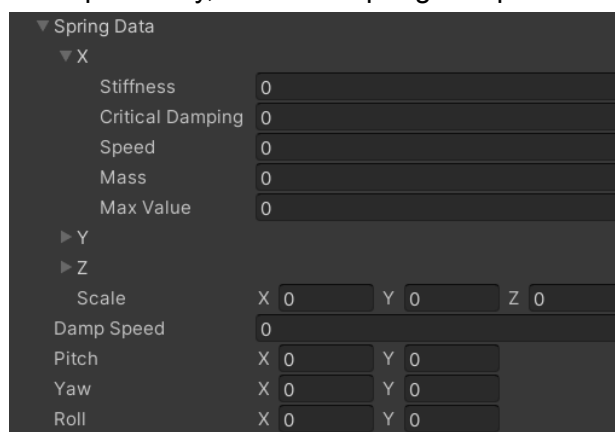 Spring Data
X
Stiffness 0
Critical Damping 0
Speed 0
Mass 0
Max Value 0
Y
Z
Scale X 0 Y 0 Z 0
Damp Speed 0
Pitch X 0 Y 0
Yaw X 0 Y 0
Roll X 0 Y 0